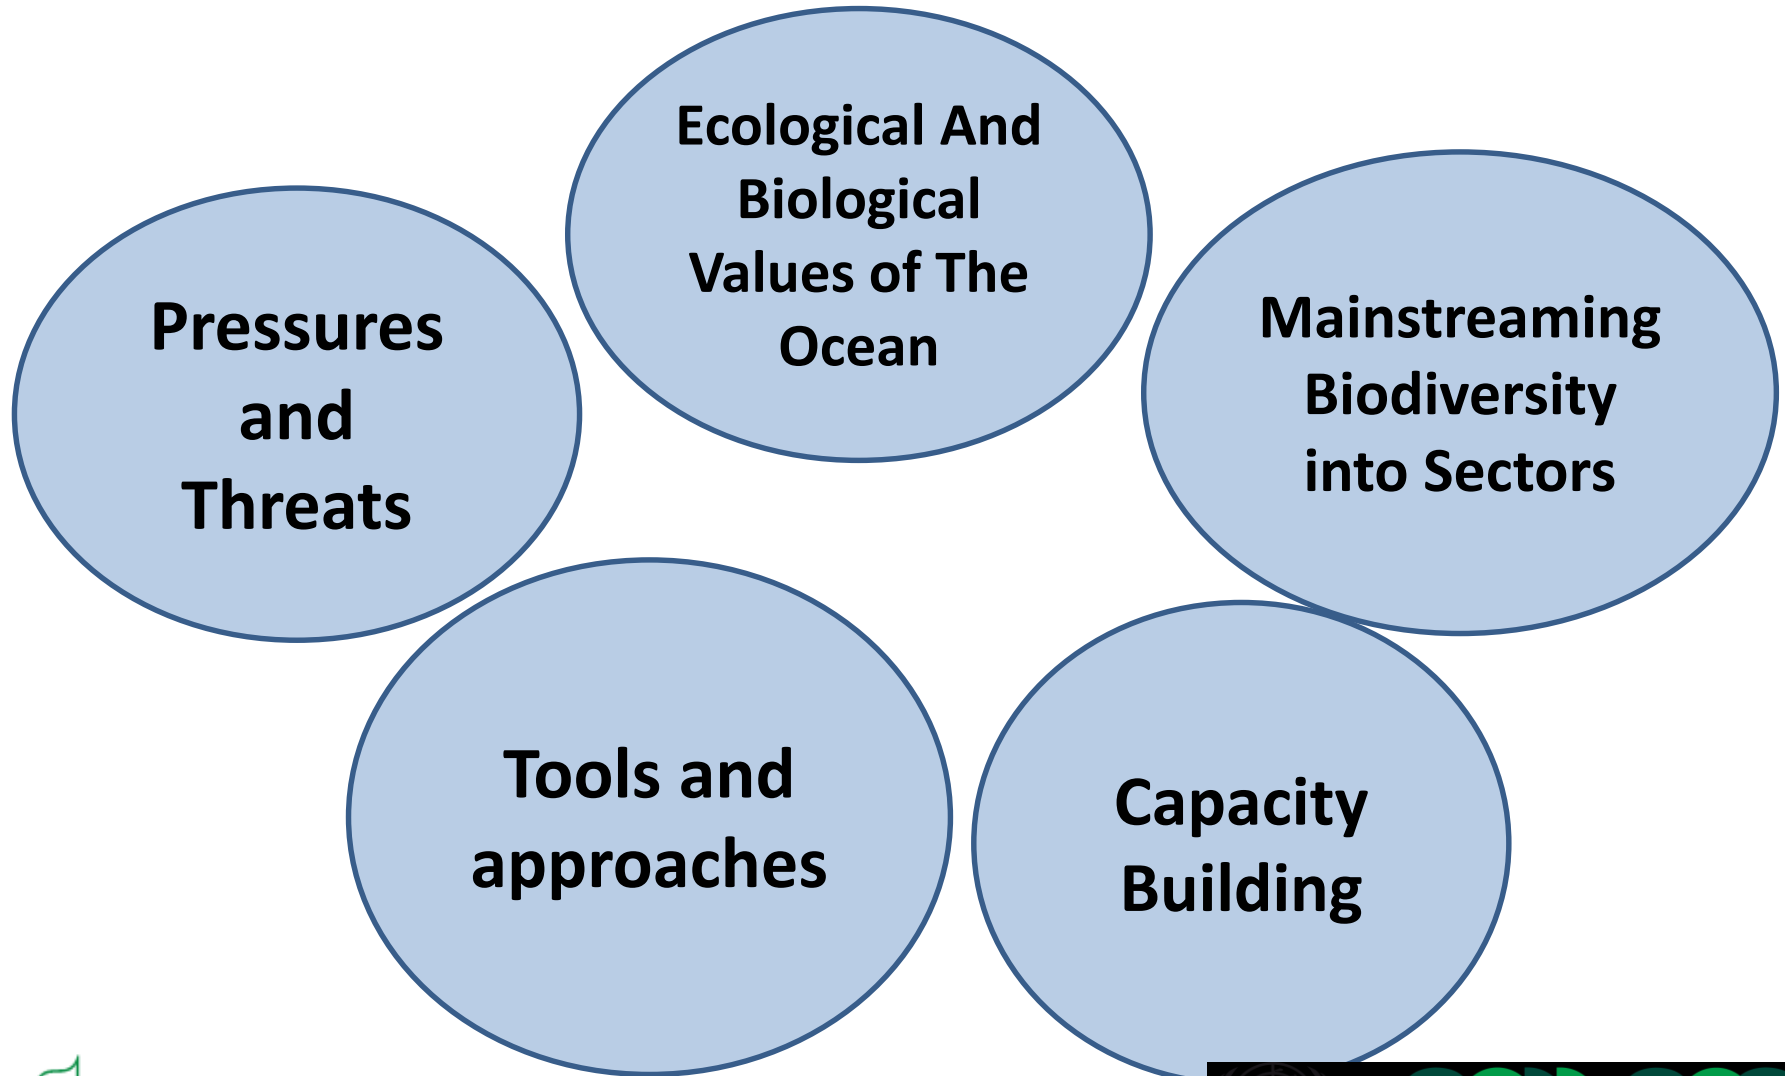 Ecological And
Biological
Values of The
Ocean
Pressures
and
Threats
Mainstreaming
Biodiversity
into Sectors
Tools and
approaches
Capacity
Building